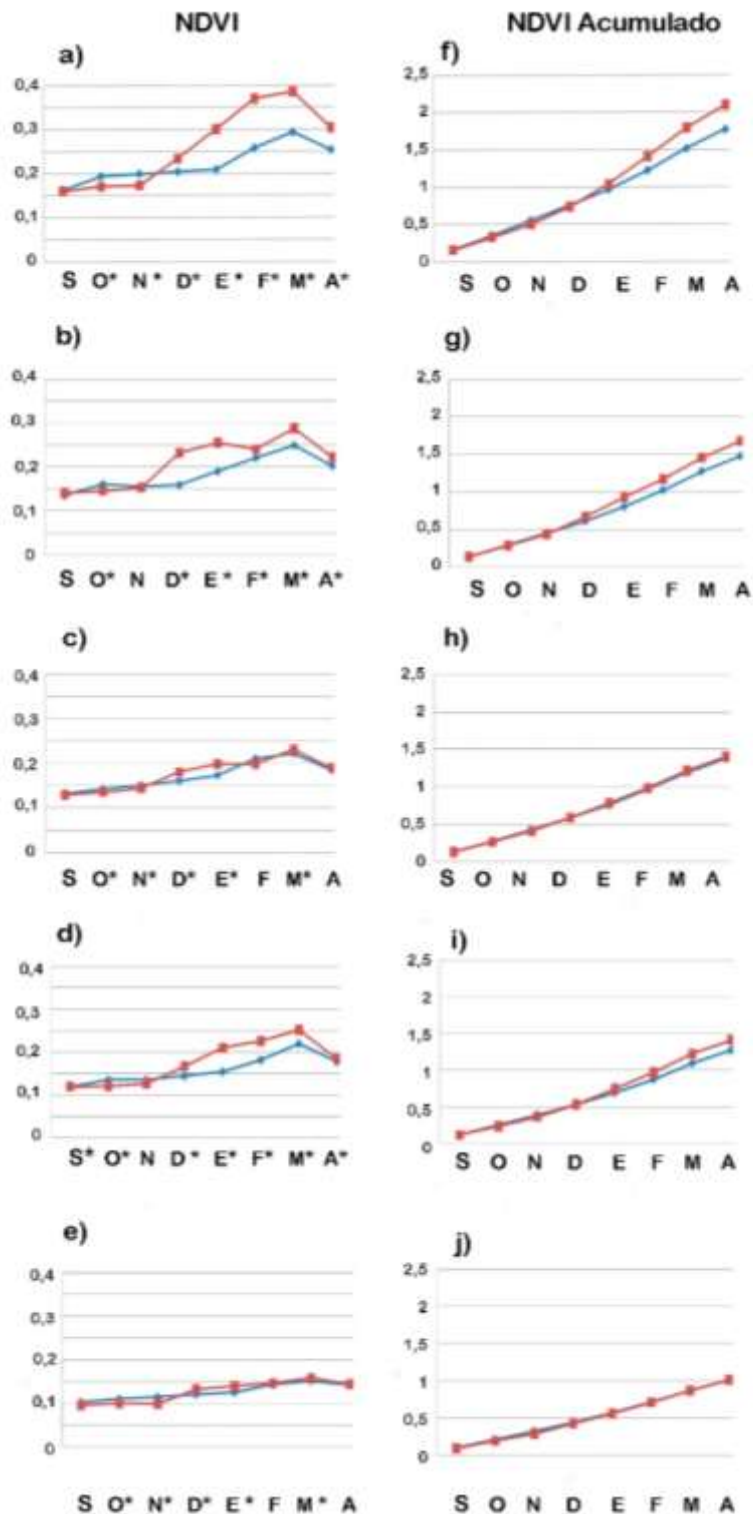 NDVI
NDVI Acumulado
a)
0,4
0,3
0,2
0,1
0
S O* N * D* E * F* M* A*
f)
2,5
2
1,5
1
0,5
0
S O N D E F M A
b)
0,4
0,3
0,2
0,1
0
S O* N D* E* F* M* A*
g)
2,5
2
1,5
1
0,5
0
S O N D E F M A
c)
0,4
0,3
0,2
0,1
0
S O* N* D* E* F M* A
h)
2,5
2
1,5
1
0,5
0
S O N D E F M A
d)
0,4
0,3
0,2
0,1
0
S* O* N D * E* F* M* A*
i)
2,5
2
1,5
1
0,5
0
S O N D E F M A
e)
0,4
0,3
0,2
0,1
0
S O* N* D* E * F M * A
j)
2,5
2
1,5
1
0,5
0
S O N D E F M A